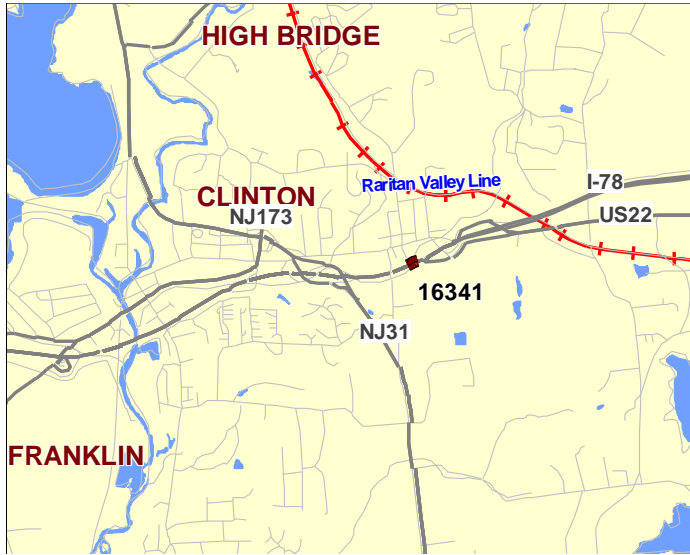 HIGH BRIDGE
Raritan Valley Line
I-78
CLINTON
NJ173
US22
16341
NJ31
FRANKLIN